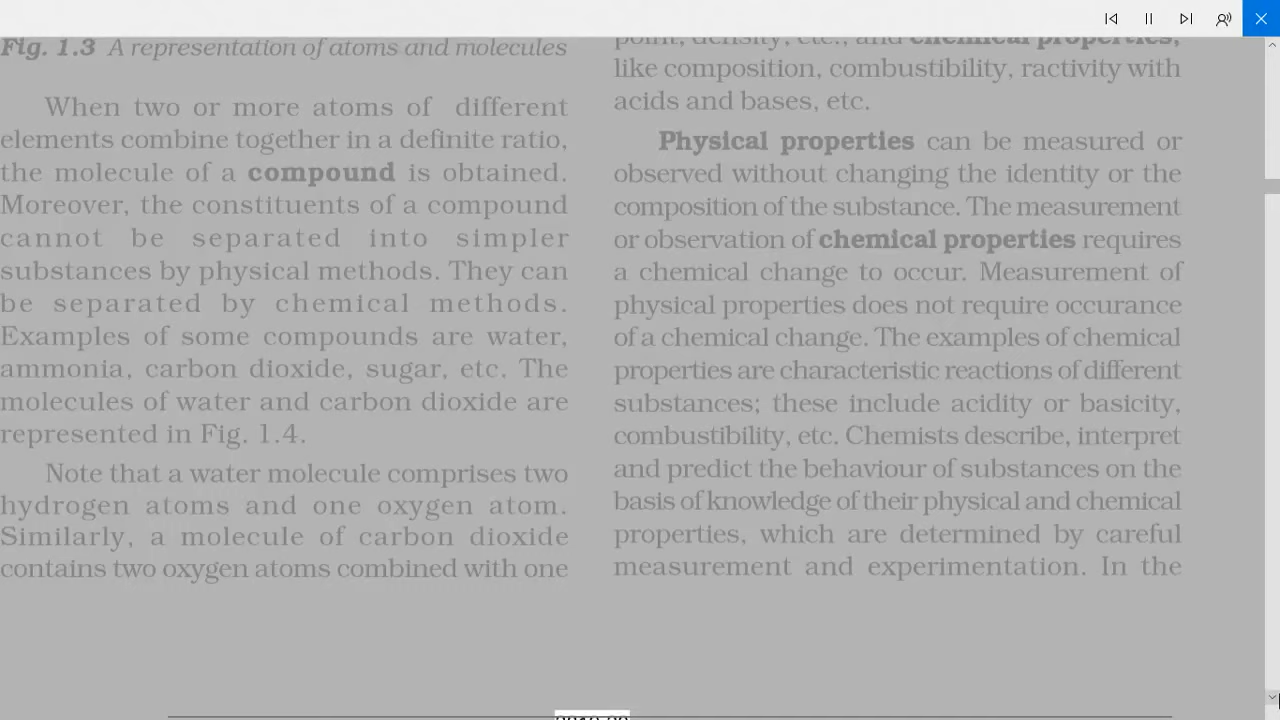 Fig. 1.3 A representation of atoms and molecules
When two or more atoms of different
elements combine together in a definite ratio,
the molecule of a compound is obtained.
Moreover, the constituents of a compound
cannot be separated into simpler
substances by physical methods. They can
be separated by chemical methods.
Examples of some compounds are water,
ammonia, carbon dioxide, sugar, etc. The
molecules of water and carbon dioxide are
represented in Fig. 1.4.
Note that a water molecule comprises two
hydrogen atoms and one oxygen atom.
Similarly, a molecule of carbon dioxide
contains two oxygen atoms combined with one
point, density, etc., and chemical properties,
like composition, combustibility, ractivity with
acids and bases, etc.
Physical properties can be measured or
observed without changing the identity or the
composition of the substance. The measurement
or observation of chemical properties requires
a chemical change to occur. Measurement of
physical properties does not require occurance
of a chemical change. The examples of chemical
properties are characteristic reactions of different
substances; these include acidity or basicity,
combustibility, etc. Chemists describe, interpret
and predict the behaviour of substances on the
basis of knowledge of their physical and chemical
properties, which are determined by careful
measurement and experimentation. In the